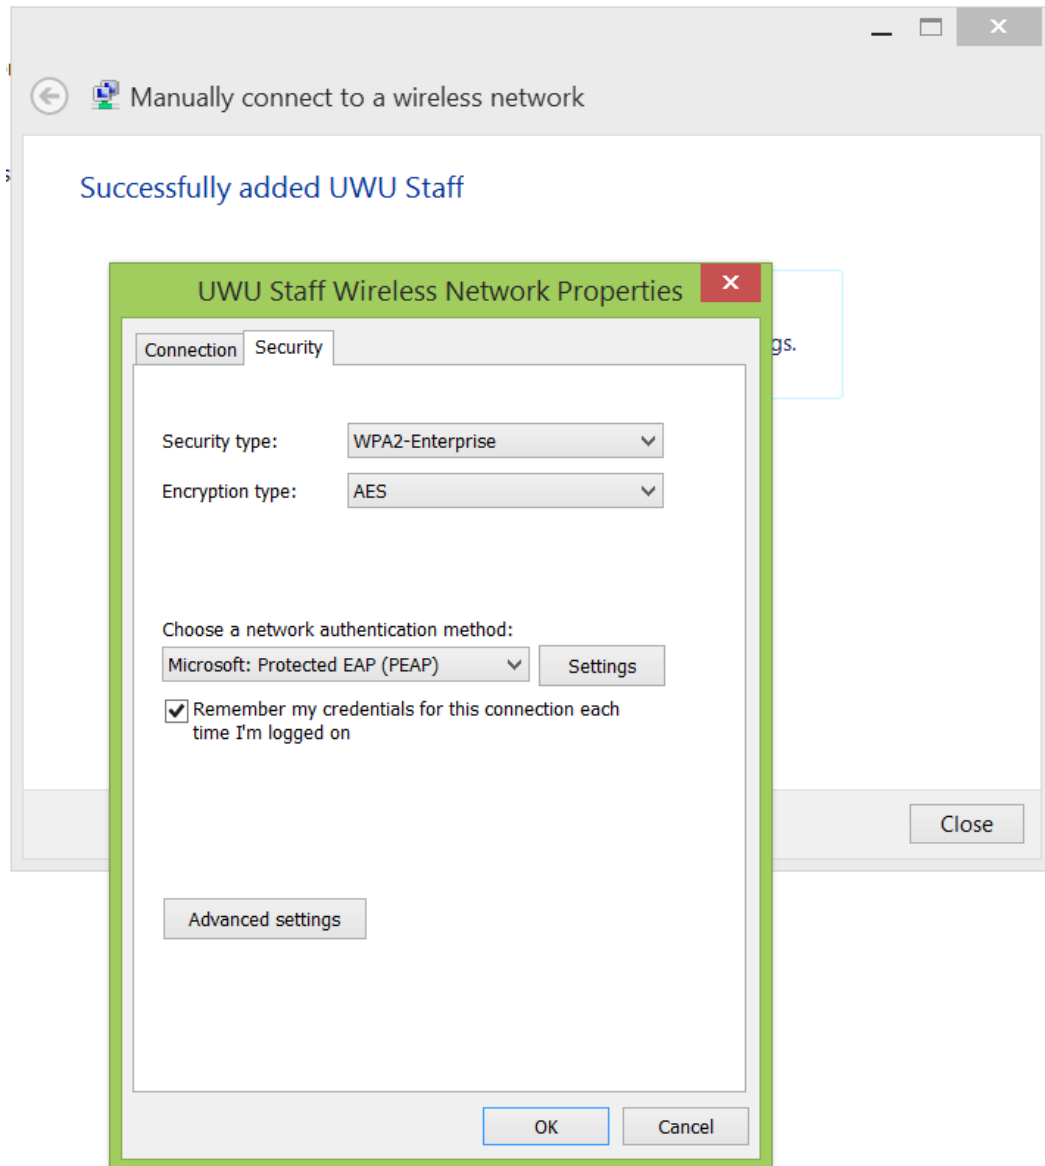 Manually connect to a wireless network
Successfully added UWU Staff
UWU Staff Wireless Network Properties
gs.
Connection
Security
Security type:
WPA2-Enterprise
Encryption type:
AES
Choose a network authentication method:
Microsoft: Protected EAP (PEAP)
Settings
Remember my credentials for this connection each
time I'm logged on
Close
Advanced settings
OK
Cancel